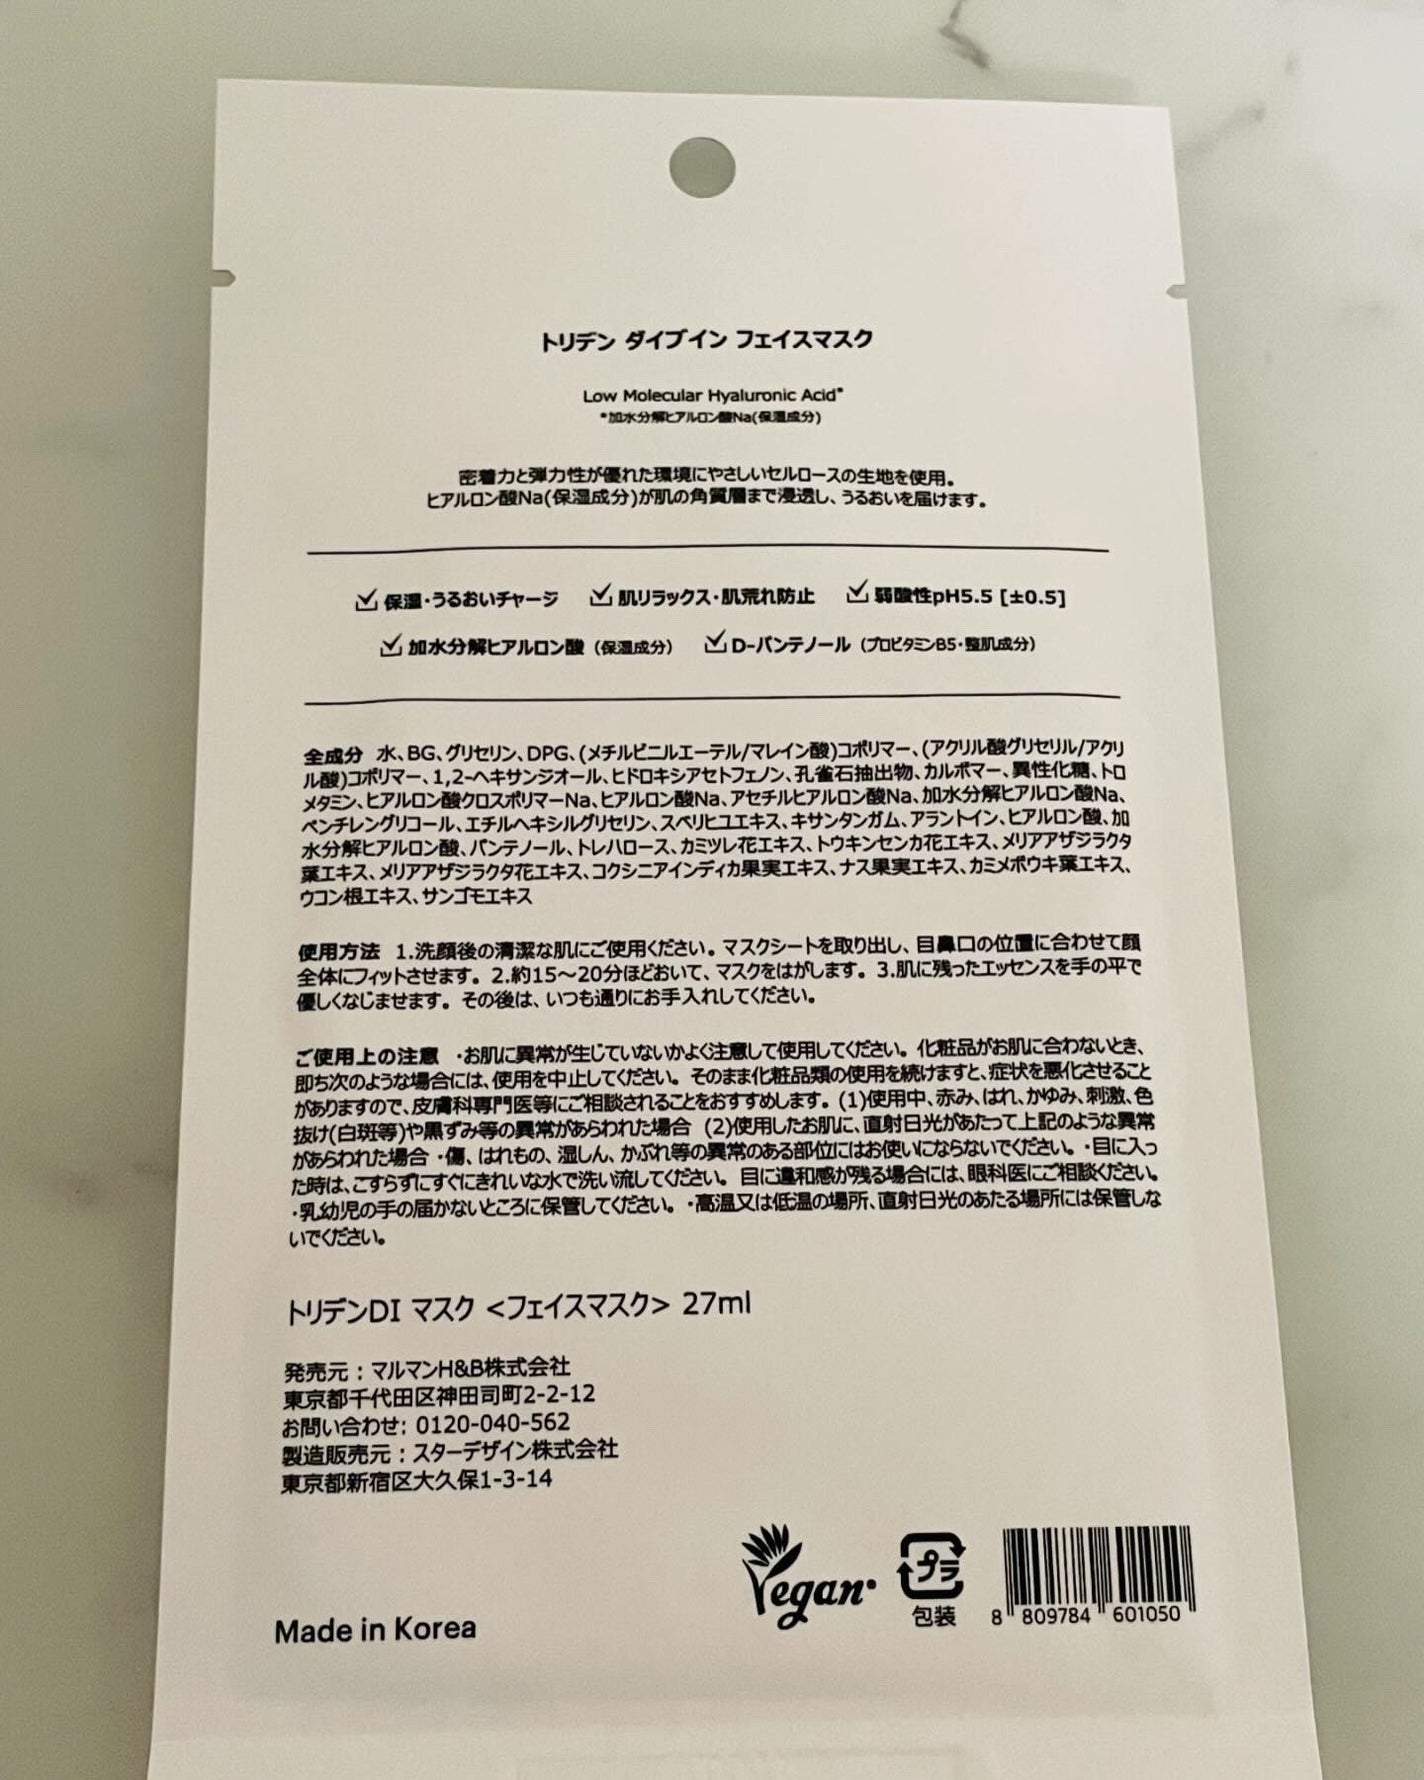 トリデン ダイブイン フェイスマスク
Low Molecular Hyaluronic Acid*
*加水分解ヒアルロン酸Na(保湿成分)
密着力と弾力性が優れた環境にやさしいセルロースの生地を使用。
ヒアルロン酸Na(保湿成分)が肌の角質層まで浸透し、うるおいを届けます。
保湿・うるおいチャージ 肌リラックス・肌荒れ防止 弱酸性pH5.5 [±0.5]
加水分解ヒアルロン酸（保湿成分） D-パンテノール（プロビタミンB5・整肌成分）
全成分 水、BG、グリセリン、DPG、(メチルビニルエーテル/マレイン酸)コポリマー、(アクリル酸グリセリル/アクリ
ル酸)コポリマー、1,2-ヘキサンジオール、ヒドロキシアセトフェノン、孔雀石抽出物、カルボマー、異性化糖、トロ
メタミン、ヒアルロン酸クロスポリマーNa、ヒアルロン酸Na、アセチルヒアルロン酸Na、加水分解ヒアルロン酸Na、
ペンチレングリコール、エチルヘキシルグリセリン、スベリヒユエキス、キサンタンガム、アラントイン、ヒアルロン酸、加
水分解ヒアルロン酸、パンテノール、トレハロース、カミツレ花エキス、トウキンセンカ花エキス、メリアアザジラクタ
葉エキス、メリアアザジラクタ花エキス、コクシニアインディカ果実エキス、ナス果実エキス、カミメボウキ葉エキス、
ウコン根エキス、サンゴモエキス
使用方法 1.洗顔後の清潔な肌にご使用ください。マスクシートを取り出し、目鼻口の位置に合わせて顔
全体にフィットさせます。2.約15〜20分ほどおいて、マスクをはがします。3.肌に残ったエッセンスを手の平で
優しくなじませます。その後は、いつも通りにお手入れしてください。
ご使用上の注意 ・お肌に異常が生じていないかよく注意して使用してください。化粧品がお肌に合わないとき、
即ち次のような場合には、使用を中止してください。そのまま化粧品類の使用を続けますと、症状を悪化させること
がありますので、皮膚科専門医等にご相談されることをおすすめします。(1)使用中、赤み、はれ、かゆみ、刺激、色
抜け(白斑等)や黒ずみ等の異常があらわれた場合 (2)使用したお肌に、直射日光があたって上記のような異常
があらわれた場合 ・傷、はれもの、湿しん、かぶれ等の異常のある部位にはお使いにならないでください。・目に入っ
た時は、こすらずにすぐにきれいな水で洗い流してください。目に違和感が残る場合には、眼科医にご相談ください。
・乳幼児の手の届かないところに保管してください。・高温又は低温の場所、直射日光のあたる場所には保管しな
いでください。
トリデンDI マスク <フェイスマスク> 27ml
発売元：マルマンH&B株式会社
東京都千代田区神田司町2-2-12
お問い合わせ: 0120-040-562
製造販売元：スターデザイン株式会社
東京都新宿区大久保1-3-14
Vegan
プラ
包装
8 809784 601050
Made in Korea